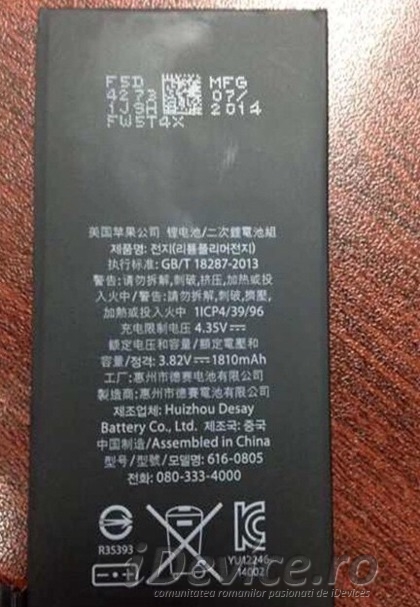 F5D
4273
1J9H
FW5T4X
MFG
07/
2014
美国苹果公司 锂电池/二次鋰電池組
제품명: 전지(리튬폴리머전지)
执行标准: GB/T 18287-2013
警告:请勿拆解,刺破,挤压,加热或投
入火中/警告:請勿拆解,刺破,擠壓,
加熱或投入火中 1ICP4/39/96
充电限制电压 4.35V⎓
额定电压和容量/額定電壓和
容量/정격: 3.82V⎓1810mAh
工厂:惠州市德赛电池有限公司
製造商:惠州市德賽電池有限公司
제조업체: Huizhou Desay
Battery Co., Ltd. 제조국: 중국
中国制造/Assembled in China
型号/型號/모델명: 616-0805
전화: 080-333-4000
R35393
YU12246
14002
iDevice.ro
comunitatea romanilor pasionati de iDevices